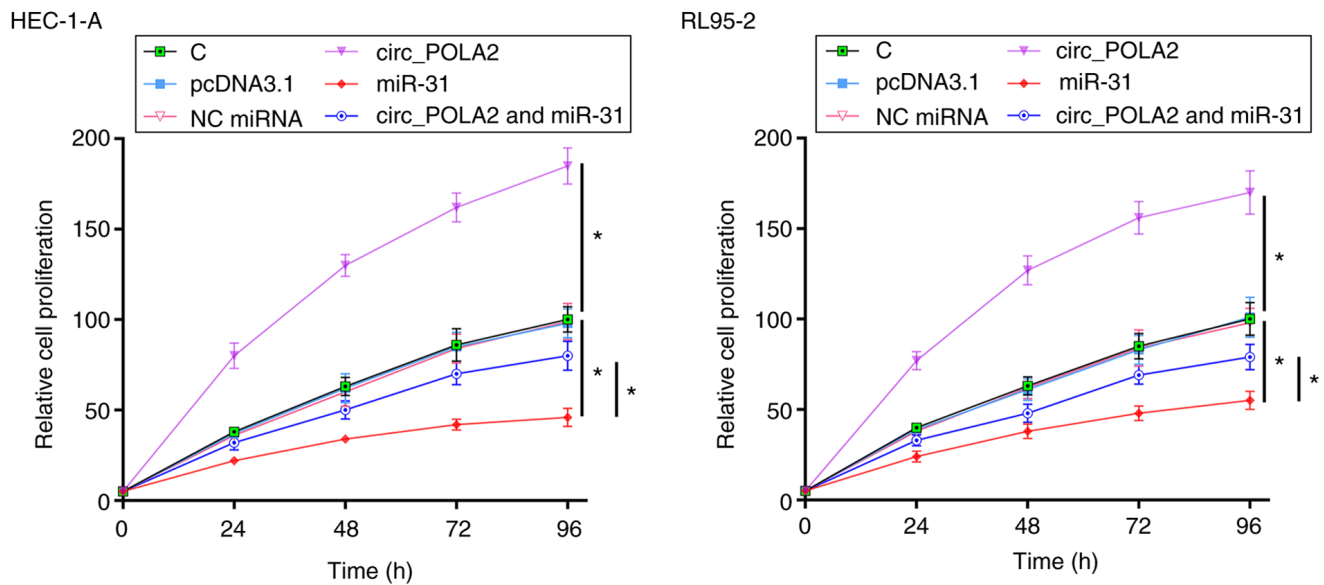 HEC-1-A
C
circ_POLA2
pcDNA3.1
miR-31
NC miRNA
circ_POLA2 and miR-31
200
150
100
50
0
Relative cell proliferation
*
*
*
0 24 48 72 96
Time (h)
RL95-2
C
circ_POLA2
pcDNA3.1
miR-31
NC miRNA
circ_POLA2 and miR-31
200
150
100
50
0
Relative cell proliferation
*
*
*
0 24 48 72 96
Time (h)